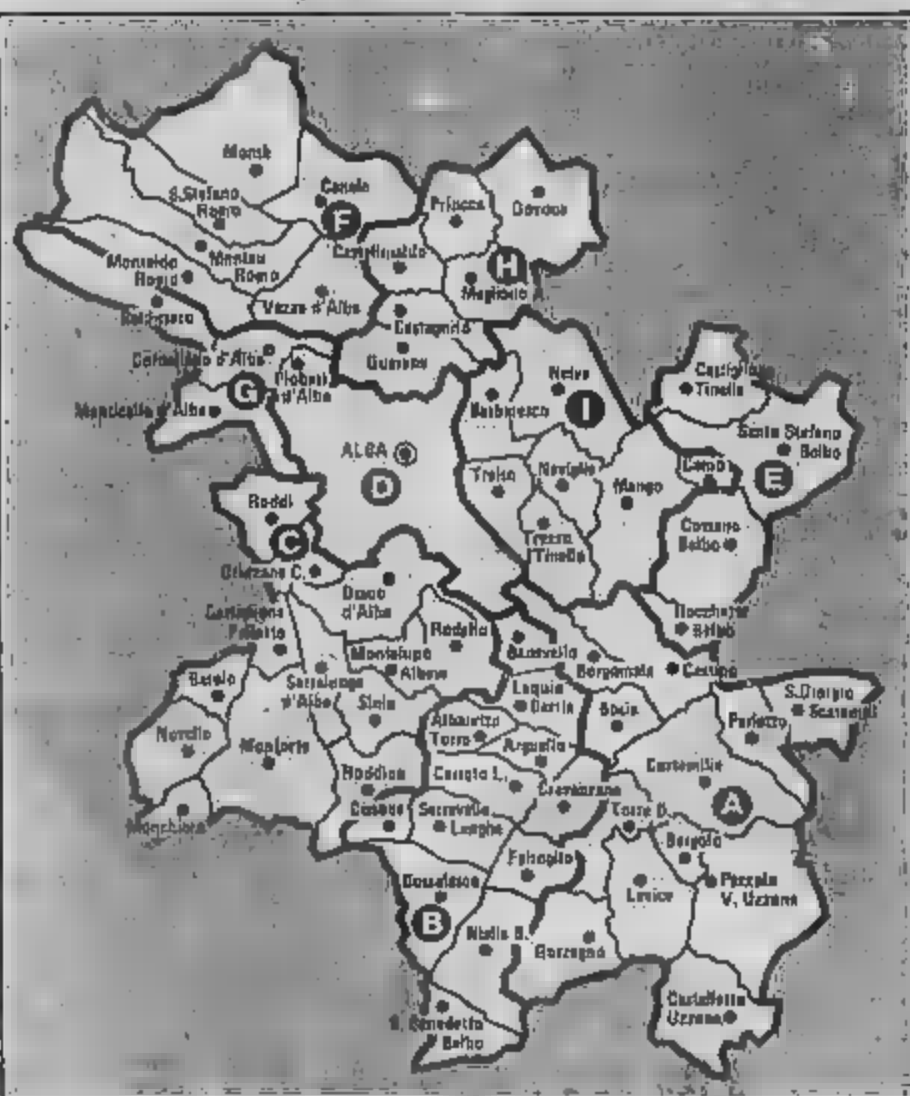 Montà
Canale
S. Stefano
Roero
Priocca
Govone
F
Monteu
Roero
Castellinaldo
H
Monteldo
Roero
Magliano A.
Vezza d'Alba
Baldissero
Castagnito
Corneliano d'Alba
Guarene
Piobesi
d'Alba
G
Neive
Castiglione
Tinella
Monticello d'Alba
Barbaresco
I
Santo Stefano
Belbo
ALBA
D
Treiso
Neviglie
Mango
Camo
E
Roddi
C
Trezzo
Tinella
Cossano
Belbo
Grinzane C.
Diano
d'Alba
Castiglione
Falletto
Rocchetta
Belbo
Rodello
Montelupo
Albese
Benevello
Borgomale
Castino
Barolo
Serralunga
d'Alba
Sinio
Lequio
Berria
Bosia
S. Giorgio
Scarampi
Perletto
Novello
Monforte
Albaretto
Torre
Arguello
Roddino
Cerreto L.
Cortemilia
Cravanzana
A
Monchiero
Cissone
Serravalle
Langhe
Torre B.
Bergolo
Feisoglio
Bossolasco
Levice
Pezzolo
V. Uzzone
B
Niella B.
Gorzegno
Castelletto
Uzzone
S. Benedetto
Belbo